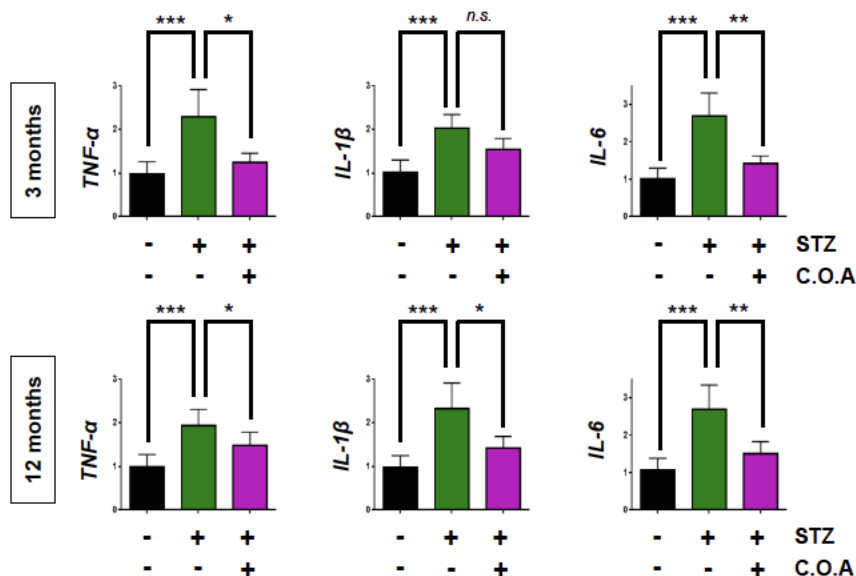 *** * *** n.s. *** **
3 months
TNF-α
3
2
1
0
IL-1β
3
2
1
0
IL-6
3
2
1
0
- + + - + + - + + STZ
- - + - - + - - + C.O.A
*** * *** * *** **
12 months
TNF-α
3
2
1
0
IL-1β
3
2
1
0
IL-6
3
2
1
0
- + + - + + - + + STZ
- - + - - + - - + C.O.A